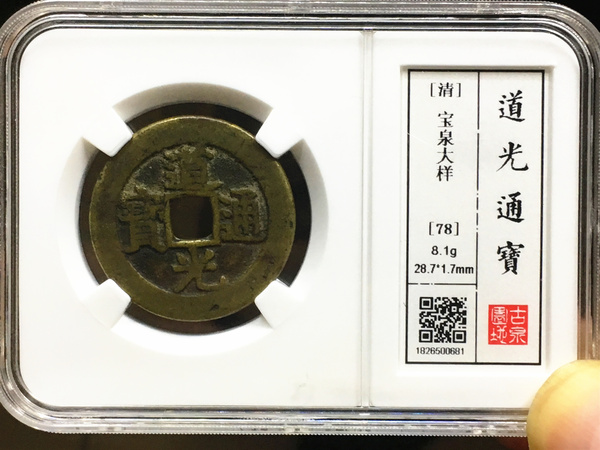 道光通寶
道光通寶
[清]
宝泉大样
[78]
8.1g
28.7*1.7mm
1826500681
古泉
園地